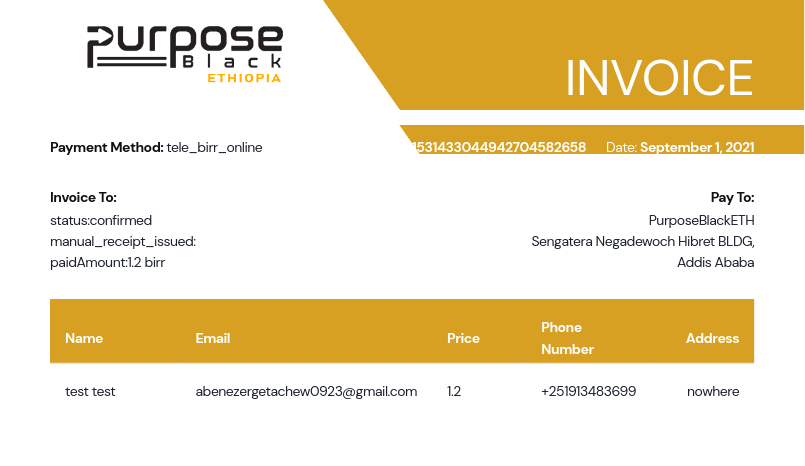 Purpose
Black
ETHIOPIA
INVOICE
Payment Method: tele_birr_online
1531433044942704582658 Date: September 1, 2021
Invoice To:
Pay To:
status:confirmed
PurposeBlackETH
manual_receipt_issued:
Sengatera Negadewoch Hibret BLDG,
paidAmount:1.2 birr
Addis Ababa
Name Email Price Phone Number Address
test test abenezergetachew0923@gmail.com 1.2 +251913483699 nowhere